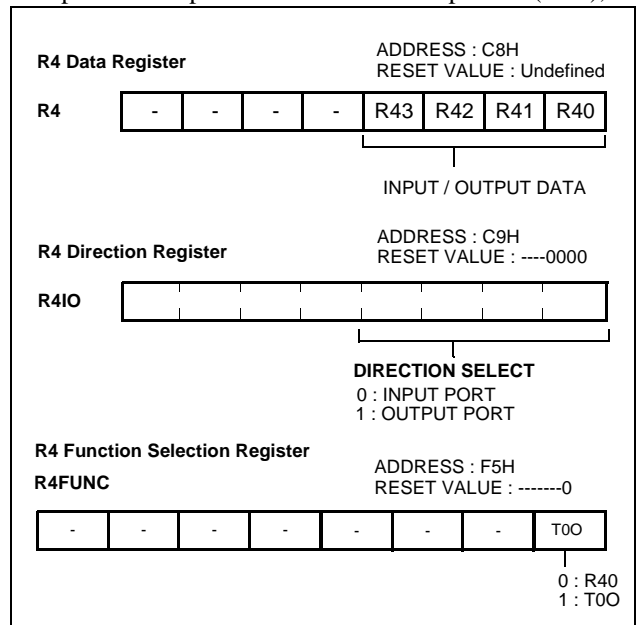 R4 Data Register
ADDRESS : C8H
RESET VALUE : Undefined
R4
- - - - R43 R42 R41 R40
INPUT / OUTPUT DATA
R4 Direction Register
ADDRESS : C9H
RESET VALUE : ----0000
R4IO
DIRECTION SELECT
0 : INPUT PORT
1 : OUTPUT PORT
R4 Function Selection Register
R4FUNC
ADDRESS : F5H
RESET VALUE : -------0
- - - - - - - T0O
0 : R40
1 : T0O